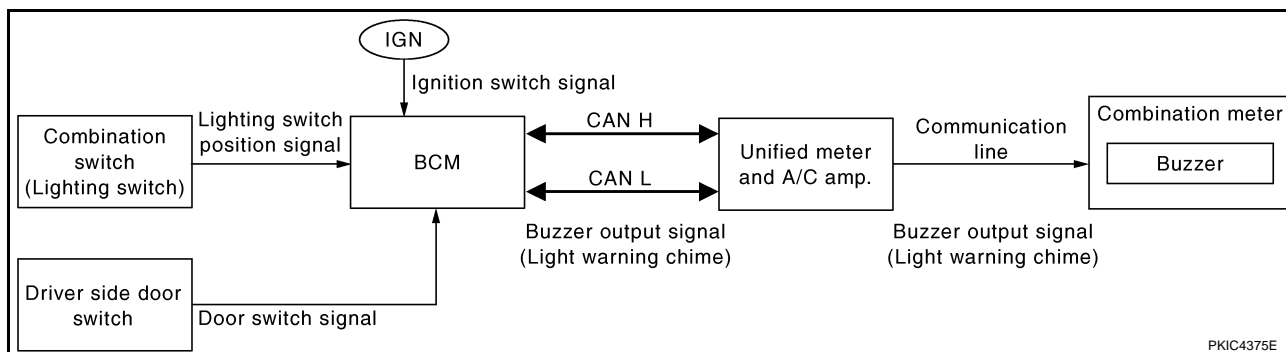 IGN
Ignition switch signal
Combination
switch
(Lighting switch)
Lighting switch
position signal
BCM
CAN H
CAN L
Unified meter
and A/C amp.
Communication
line
Combination meter
Buzzer
Buzzer output signal
(Light warning chime)
Buzzer output signal
(Light warning chime)
Driver side door
switch
Door switch signal
PKIC4375E